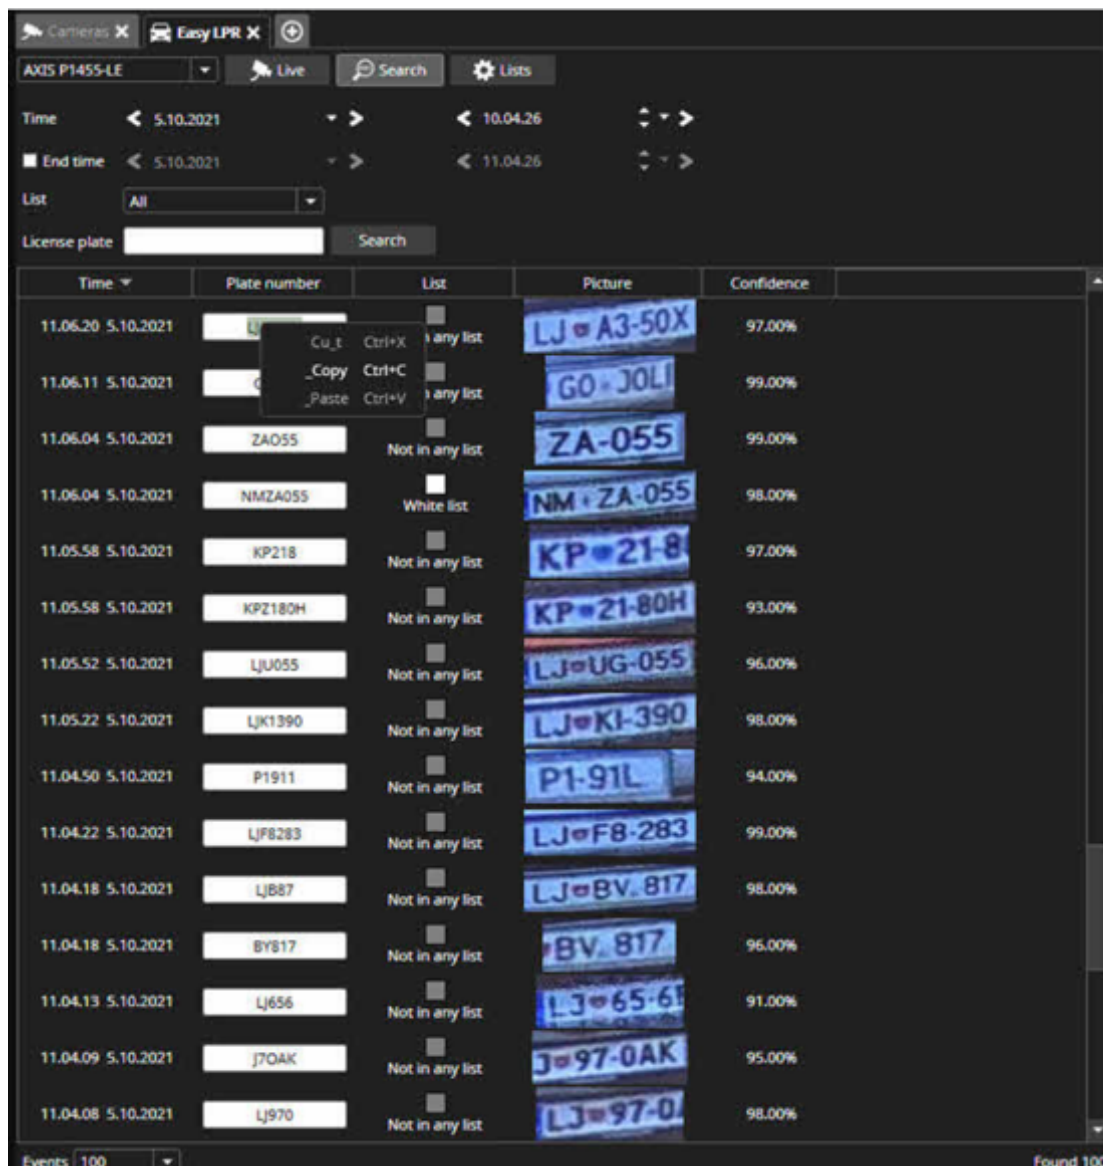 Cameras Easy LPR
AXIS P1455-LE Live Search Lists
Time 5.10.2021 10.04.26
End time 5.10.2021 11.04.26
List All
License plate Search
Time Plate number List Picture Confidence
11.06.20 5.10.2021 LJ A3-50X 97.00%
any list
Cu_t Ctrl+X
_Copy Ctrl+C
_Paste Ctrl+V
11.06.11 5.10.2021 GO JOLI 99.00%
any list
11.06.04 5.10.2021 ZAO55 Not in any list ZA-055 99.00%
11.06.04 5.10.2021 NMZA055 White list NM ZA-055 98.00%
11.05.58 5.10.2021 KP218 Not in any list KP 21-8 97.00%
11.05.58 5.10.2021 KPZ180H Not in any list KP 21-80H 93.00%
11.05.52 5.10.2021 LJU055 Not in any list LJ UG-055 96.00%
11.05.22 5.10.2021 LJK1390 Not in any list LJ KI-390 98.00%
11.04.50 5.10.2021 P1911 Not in any list P1-91L 94.00%
11.04.22 5.10.2021 LJF8283 Not in any list LJ F8-283 99.00%
11.04.18 5.10.2021 LJB87 Not in any list LJ BV 817 98.00%
11.04.18 5.10.2021 BY817 Not in any list BV 817 96.00%
11.04.13 5.10.2021 LJ656 Not in any list LJ 65-6 91.00%
11.04.09 5.10.2021 J7OAK Not in any list J 97-0AK 95.00%
11.04.08 5.10.2021 LJ970 Not in any list LJ 97-0 98.00%
Events 100 Found 100